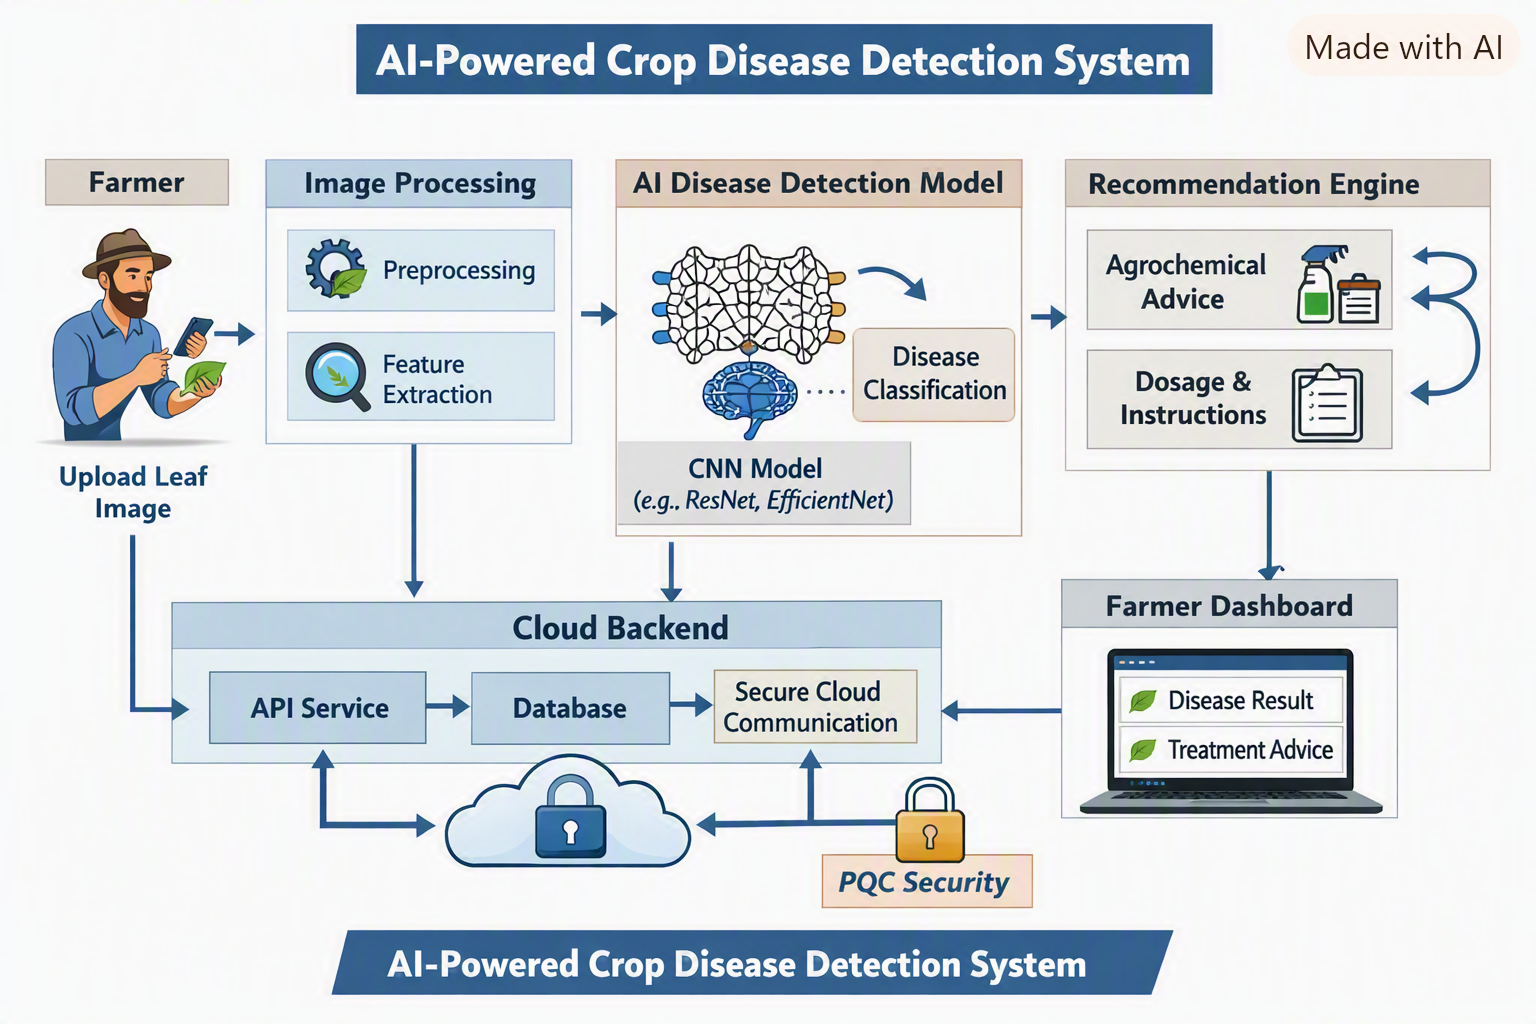 AI-Powered Crop Disease Detection System
Made with AI
Farmer
Image Processing
AI Disease Detection Model
Recommendation Engine
Preprocessing
Feature
Extraction
Disease
Classification
CNN Model
(e.g., ResNet, EfficientNet)
Agrochemical
Advice
Dosage &
Instructions
Upload Leaf
Image
Cloud Backend
API Service
Database
Secure Cloud
Communication
Farmer Dashboard
Disease Result
Treatment Advice
PQC Security
AI-Powered Crop Disease Detection System